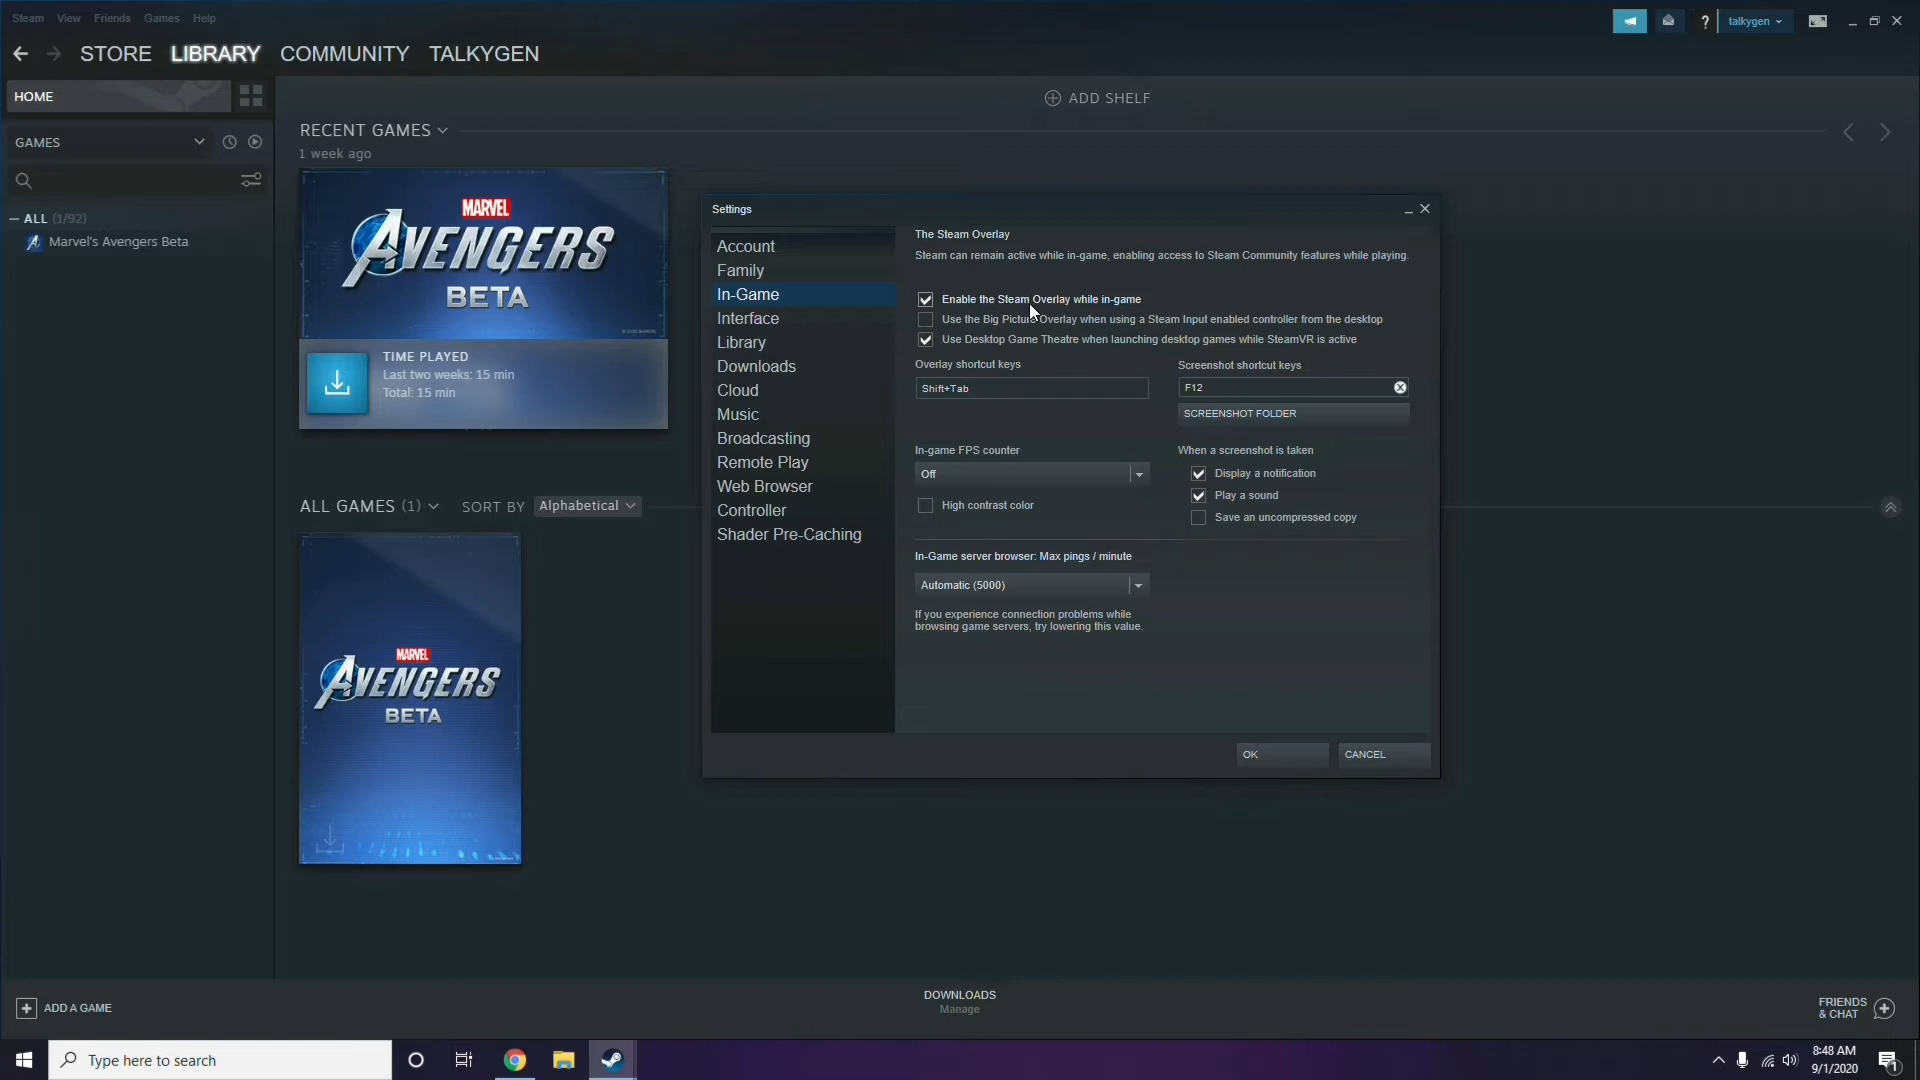 Steam View Friends Games Help
? talkygen
STORE LIBRARY COMMUNITY TALKYGEN
HOME
ADD SHELF
GAMES
RECENT GAMES
1 week ago
ALL (1/92)
Marvel's Avengers Beta
MARVEL
AVENGERS
BETA
TIME PLAYED
Last two weeks: 15 min
Total: 15 min
ALL GAMES (1) SORT BY Alphabetical
MARVEL
AVENGERS
BETA
Settings
Account
Family
In-Game
Interface
Library
Downloads
Cloud
Music
Broadcasting
Remote Play
Web Browser
Controller
Shader Pre-Caching
The Steam Overlay
Steam can remain active while in-game, enabling access to Steam Community features while playing.
Enable the Steam Overlay while in-game
Use the Big Picture Overlay when using a Steam Input enabled controller from the desktop
Use Desktop Game Theatre when launching desktop games while SteamVR is active
Overlay shortcut keys
Shift+Tab
Screenshot shortcut keys
F12
SCREENSHOT FOLDER
In-game FPS counter
Off
High contrast color
When a screenshot is taken
Display a notification
Play a sound
Save an uncompressed copy
In-Game server browser: Max pings / minute
Automatic (5000)
If you experience connection problems while
browsing game servers, try lowering this value.
OK CANCEL
ADD A GAME
DOWNLOADS
Manage
FRIENDS
& CHAT
Type here to search
8:48 AM
9/1/2020
1